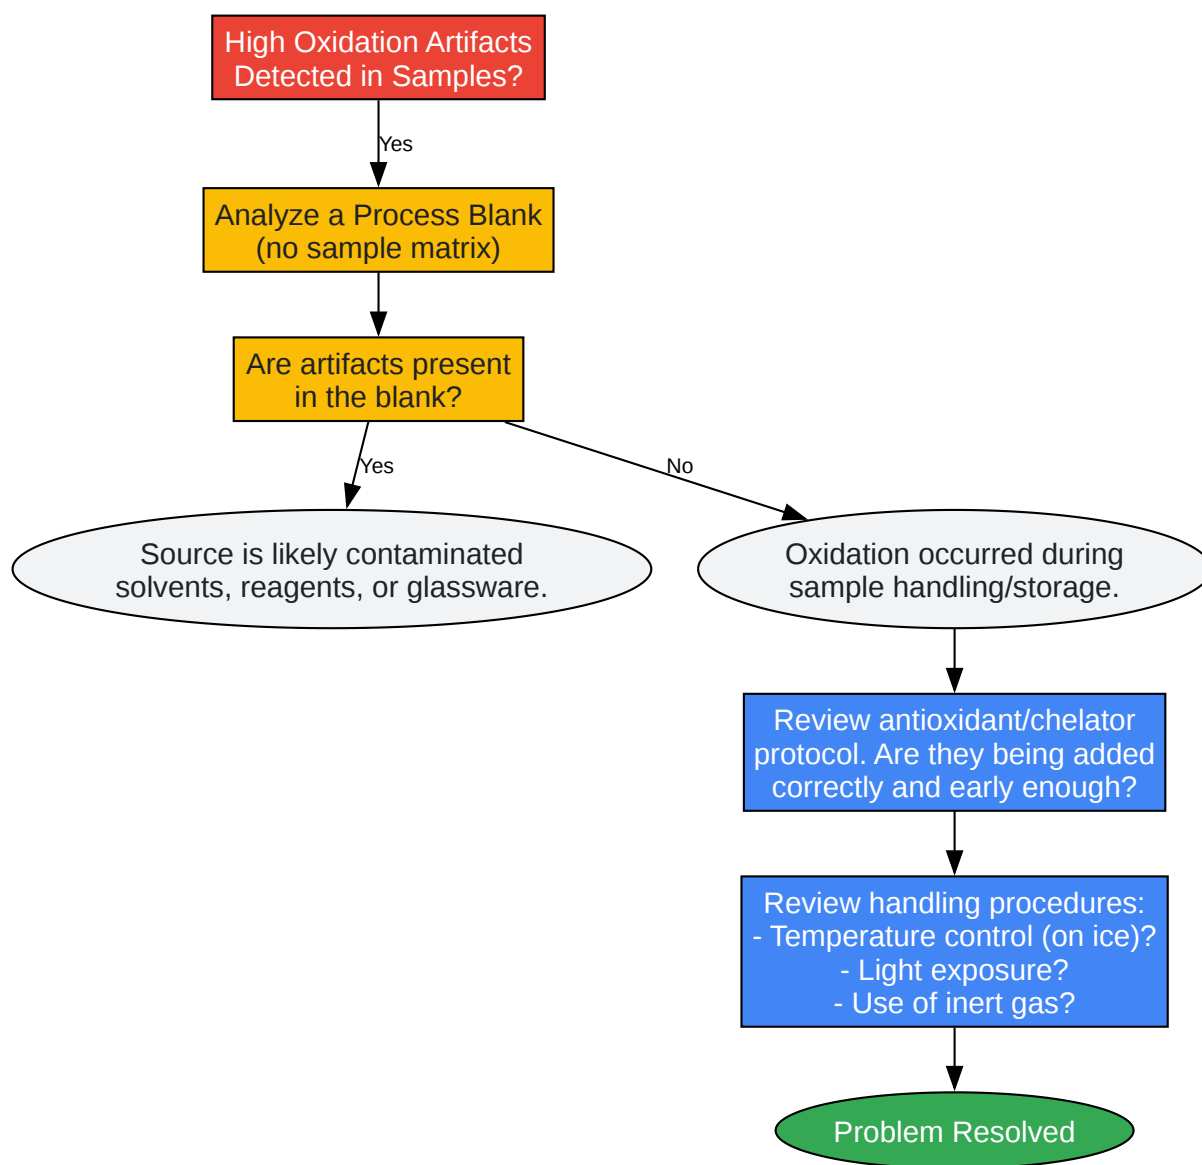 High Oxidation Artifacts
Detected in Samples?
Yes
Analyze a Process Blank
(no sample matrix)
Are artifacts present
in the blank?
Yes
No
Source is likely contaminated
solvents, reagents, or glassware.
Oxidation occurred during
sample handling/storage.
Review antioxidant/chelator
protocol. Are they being added
correctly and early enough?
Review handling procedures:
- Temperature control (on ice)?
- Light exposure?
- Use of inert gas?
Problem Resolved